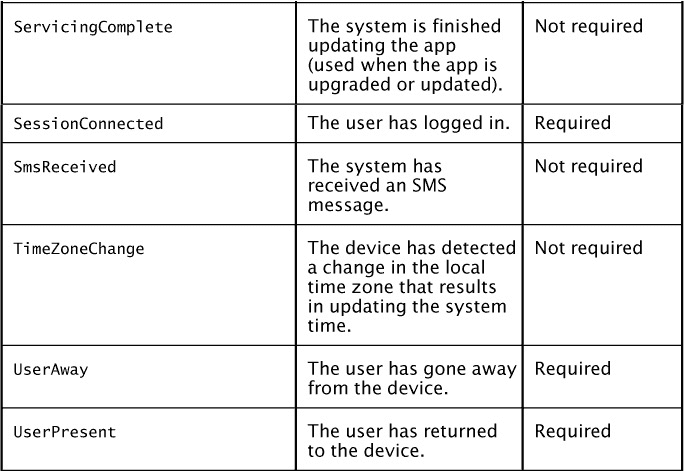 ServicingComplete The system is finished Not required
updating the app
(used when the app is
upgraded or updated).
SessionConnected The user has logged in. Required
SmsReceived The system has Not required
received an SMS
message.
TimeZoneChange The device has detected Not required
a change in the local
time zone that results
in updating the system
time.
UserAway The user has gone away Required
from the device.
UserPresent The user has returned Required
to the device.